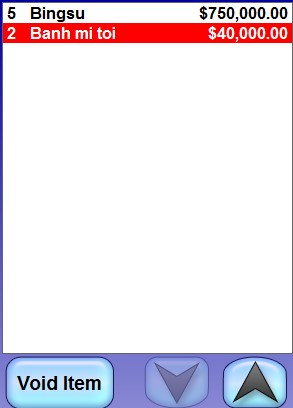 5 Bingsu $750,000.00
2 Banh mi toi $40,000.00
Void Item